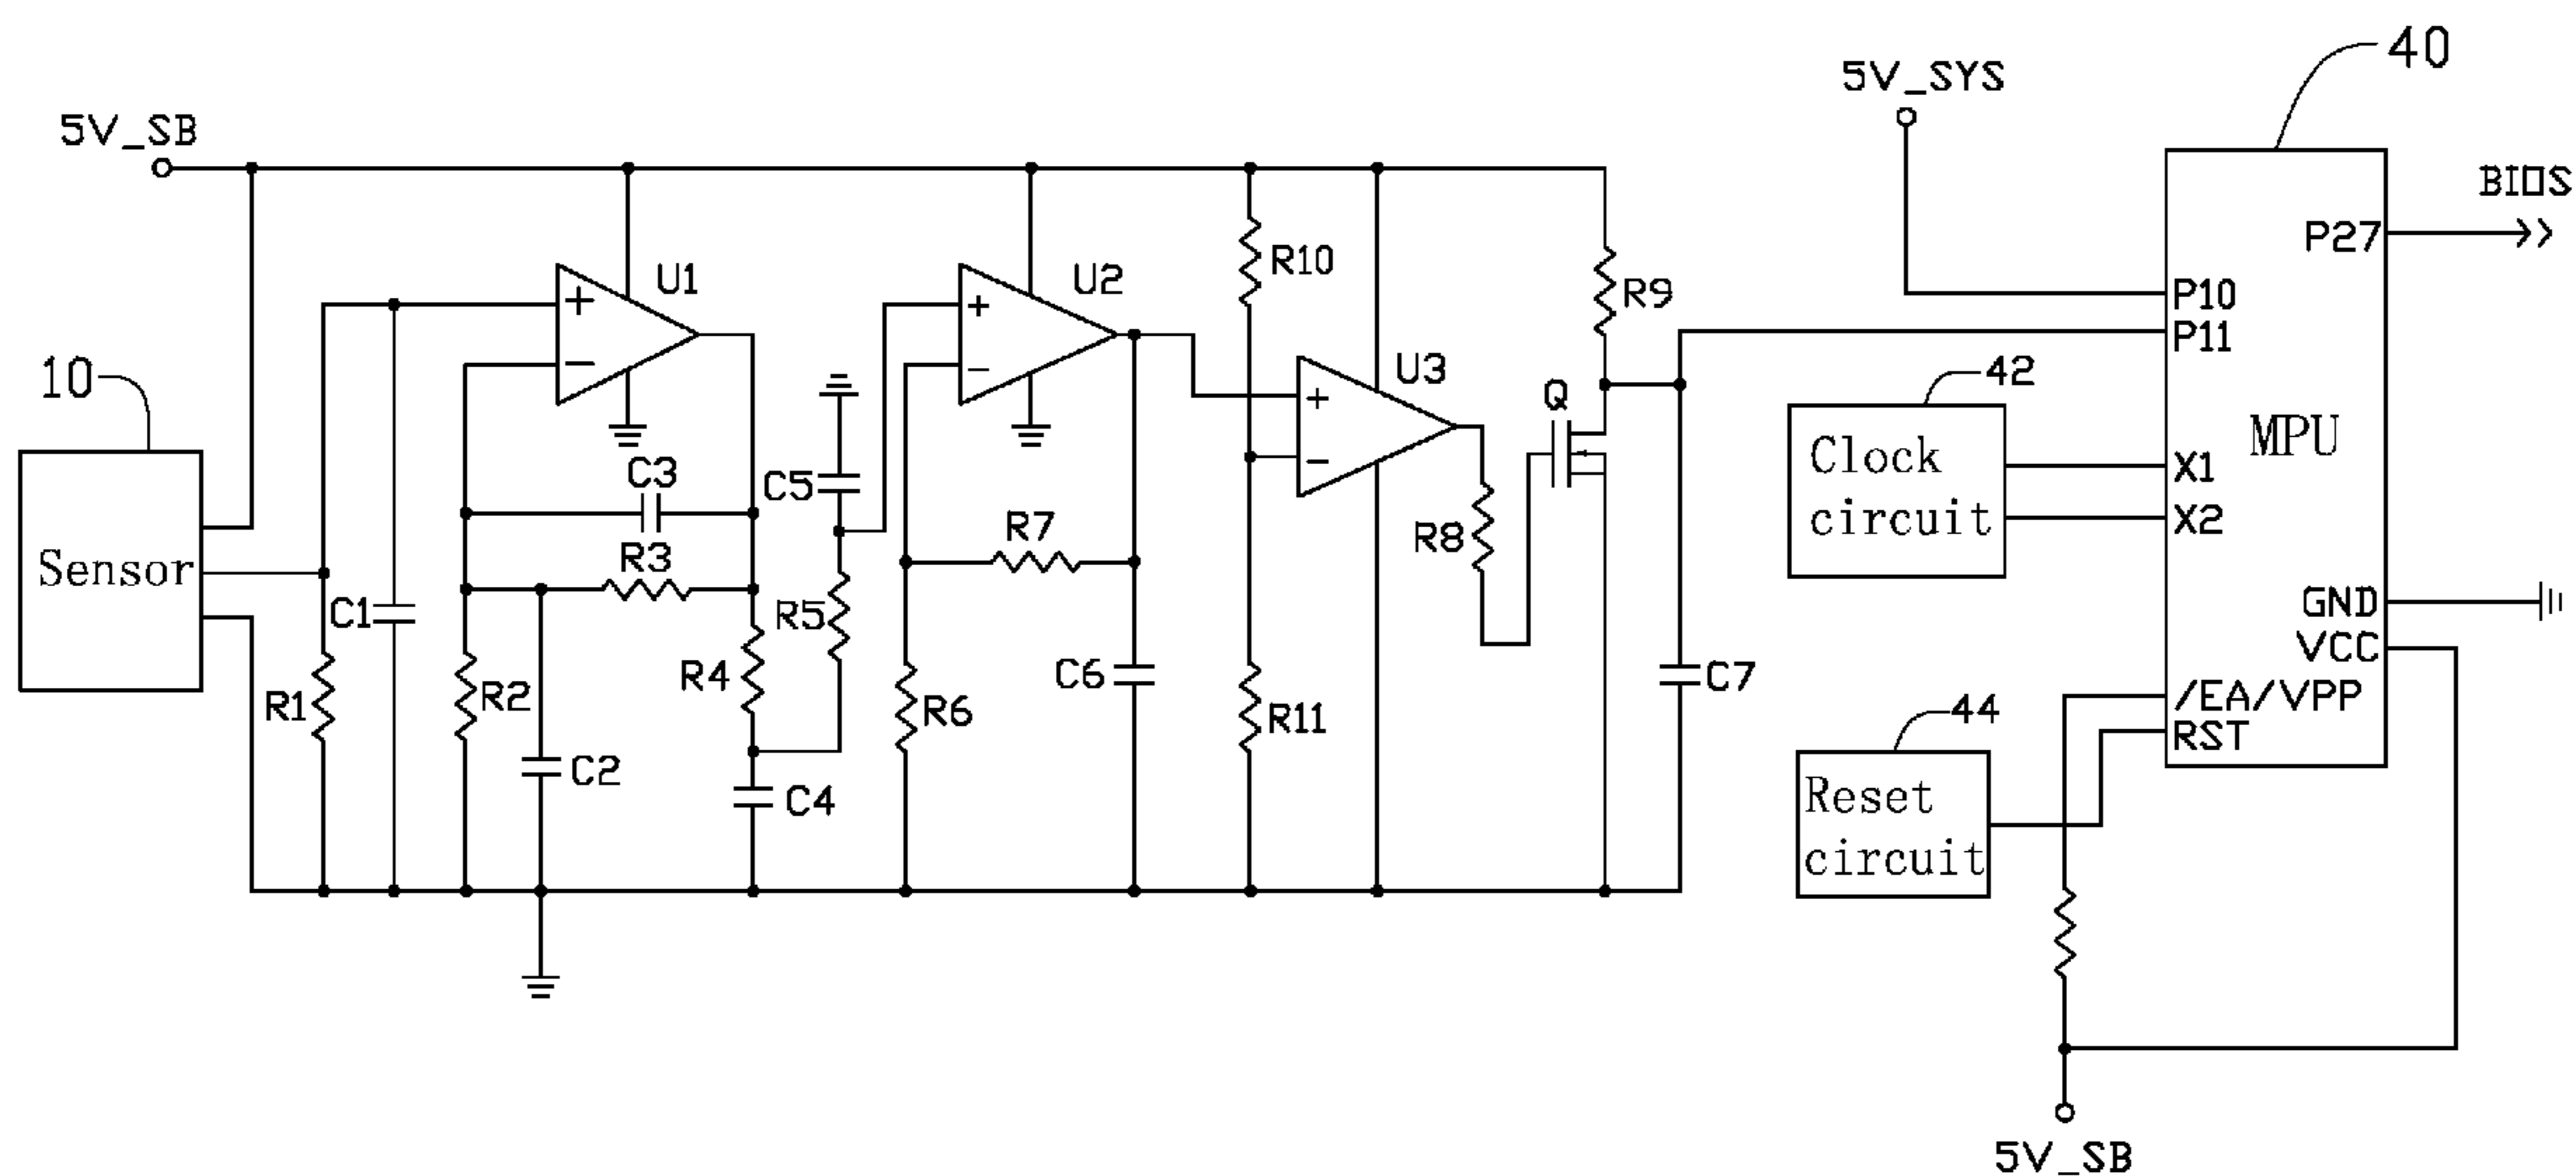 40
5V_SYS
5V_SB
BIOS
P27
U1
U2
R10
R9
P10
P11
+
+
−
−
10
U3
42
Q
+
−
MPU
C3
C5
Clock
circuit
X1
X2
Sensor
R3
R7
R8
C1
R5
GND
VCC
R1
R2
R4
R6
C6
R11
C7
/EA/VPP
RST
44
C2
C4
Reset
circuit
5V_SB